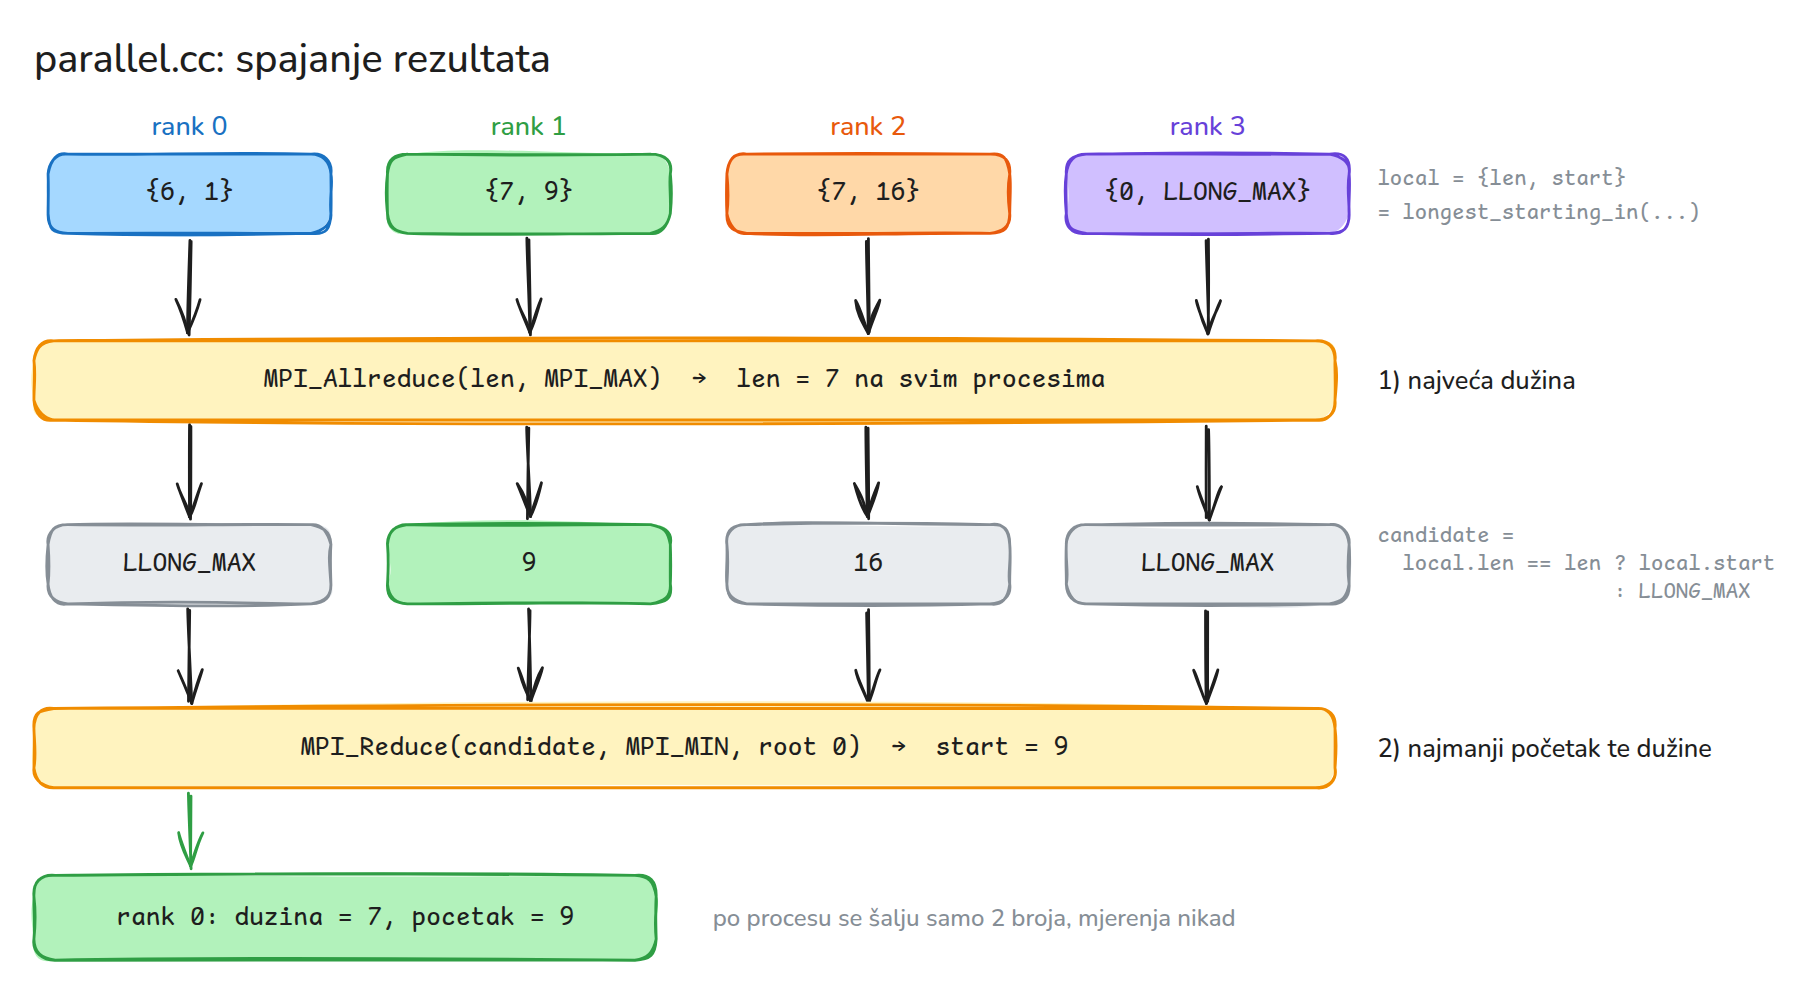 parallel.cc: spajanje rezultata
rank 0
rank 1
rank 2
rank 3
{6, 1}
{7, 9}
{7, 16}
{0, LLONG_MAX}
local = {len, start}
= longest_starting_in(...)
MPI_Allreduce(len, MPI_MAX) → len = 7 na svim procesima
1) najveća dužina
LLONG_MAX
9
16
LLONG_MAX
candidate =
local.len == len ? local.start
: LLONG_MAX
MPI_Reduce(candidate, MPI_MIN, root 0) → start = 9
2) najmanji početak te dužine
rank 0: duzina = 7, pocetak = 9
po procesu se šalju samo 2 broja, mjerenja nikad